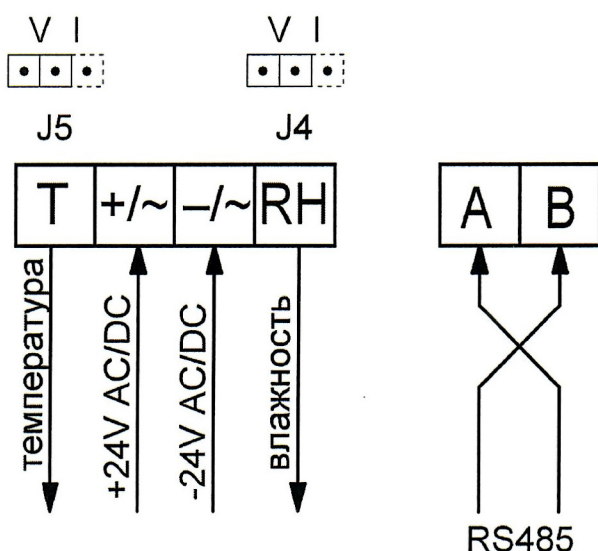 V I
V I
J5
J4
T
+/~
–/~
RH
A
B
температура
+24V AC/DC
-24V AC/DC
влажность
RS485